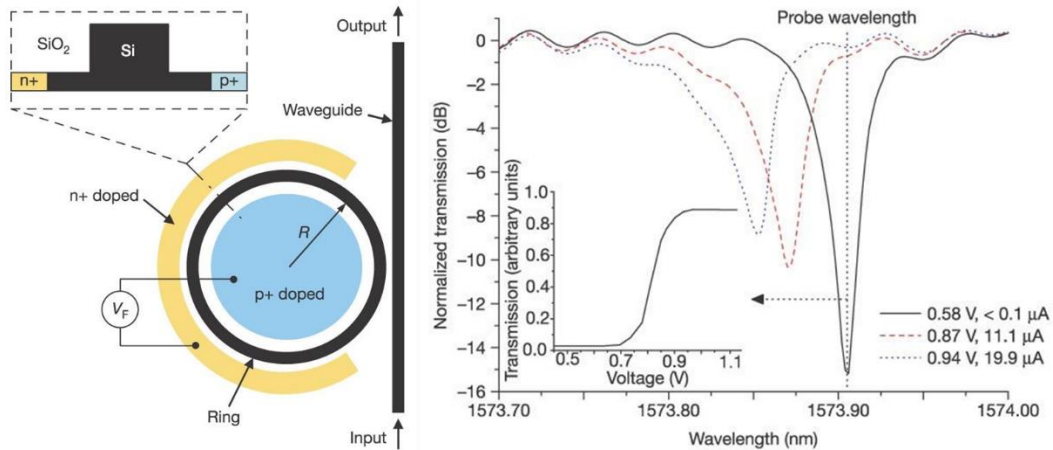 SiO2
Si
n+
p+
Output
Waveguide
n+ doped
R
p+ doped
VF
Ring
Input
Probe wavelength
Normalized transmission (dB)
0
−2
−4
−6
−8
−10
−12
−14
−16
1573.70
1573.80
1573.90
1574.00
Wavelength (nm)
Transmission (arbitrary units)
1.0
0.8
0.6
0.4
0.2
0.0
0.5
0.7
0.9
1.1
Voltage (V)
0.58 V, < 0.1 μA
0.87 V, 11.1 μA
0.94 V, 19.9 μA